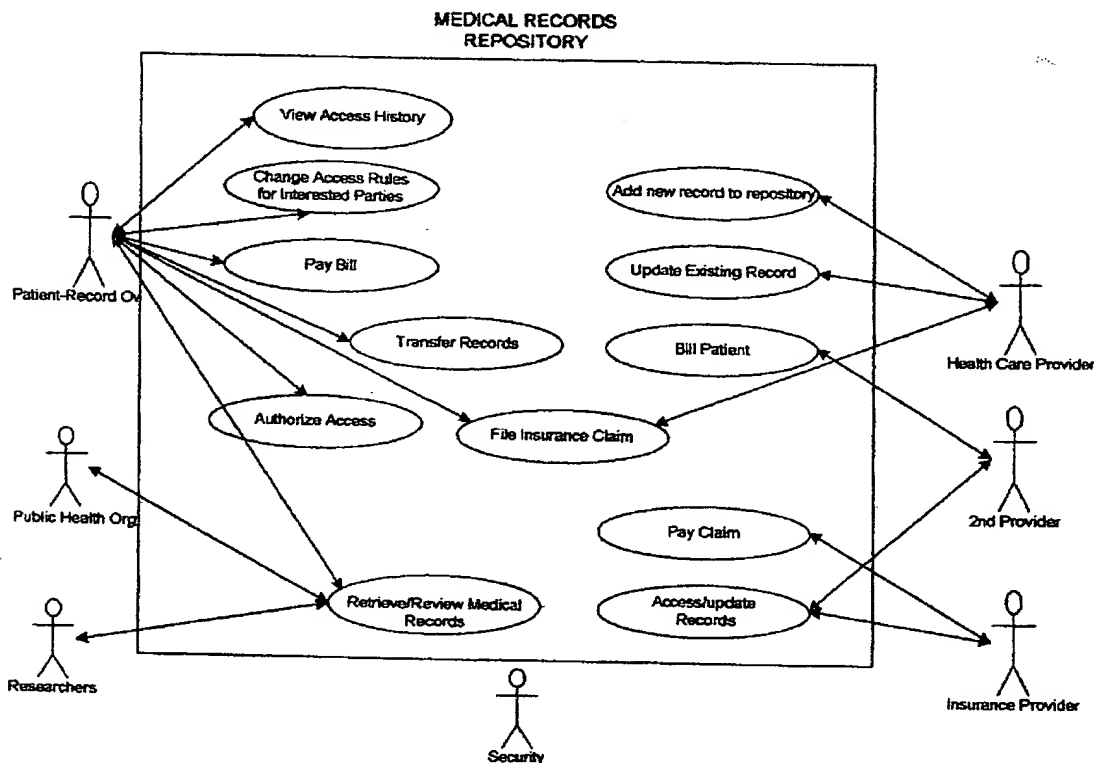 MEDICAL RECORDS
REPOSITORY
View Access History
Change Access Rules
for Interested Parties
Add new record to repository
Pay Bill
Update Existing Record
Patient-Record Ov
Transfer Records
Bill Patient
Health Care Provider
Authorize Access
File Insurance Claim
Public Health Org
2nd Provider
Pay Claim
Retrieve/Review Medical
Records
Access/update
Records
Researchers
Insurance Provider
Security